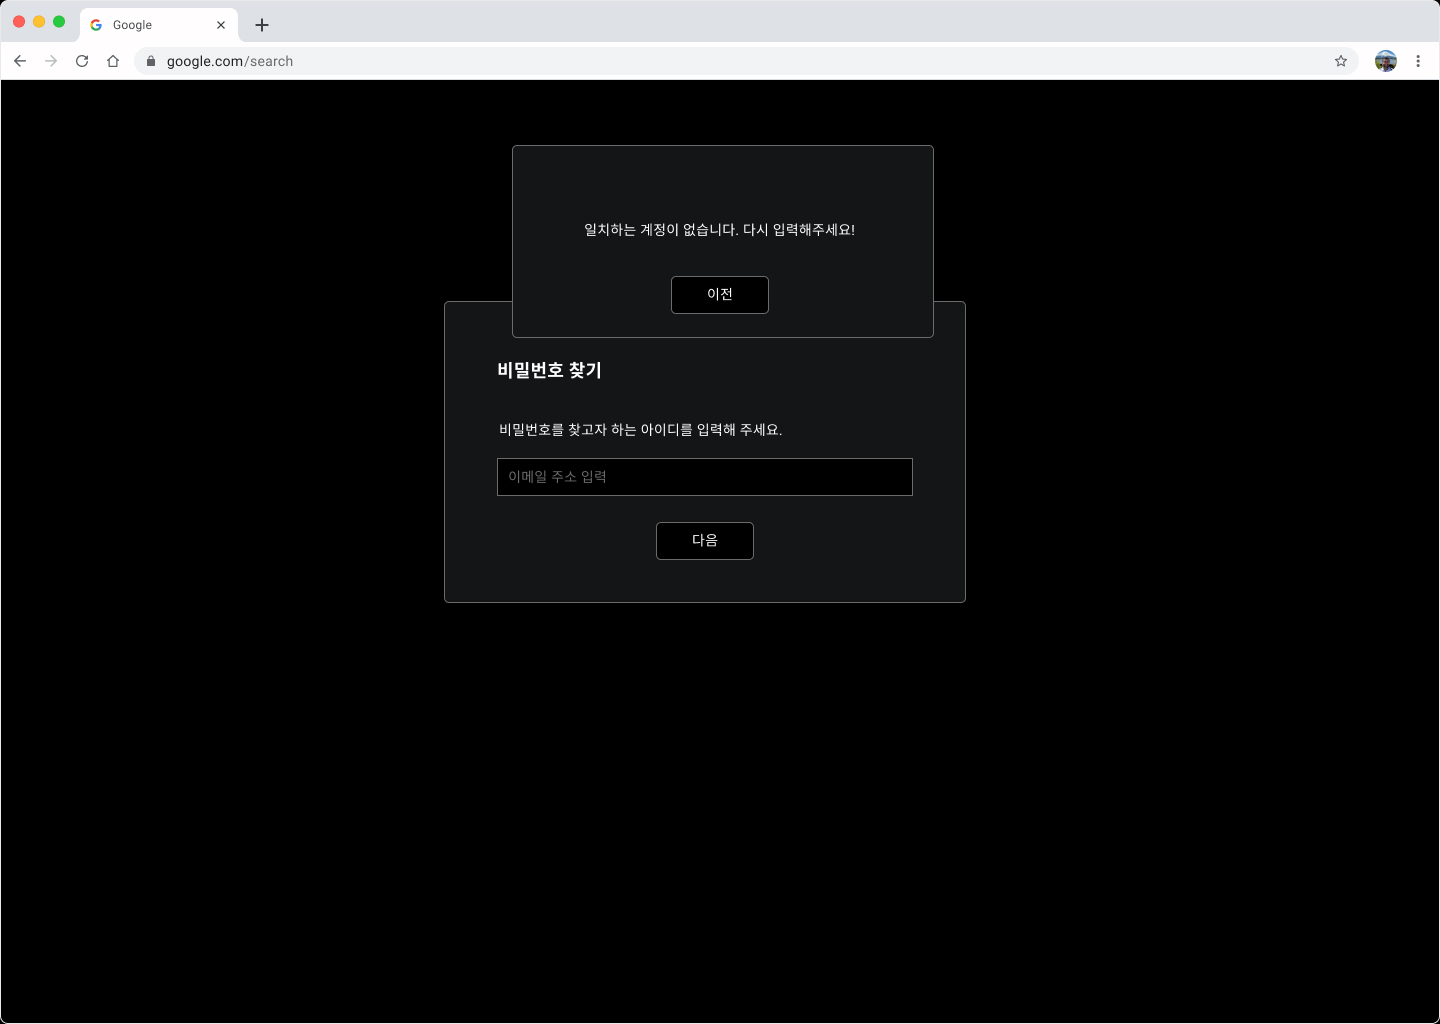 Google
google.com/search
일치하는 계정이 없습니다. 다시 입력해주세요!
이전
비밀번호 찾기
비밀번호를 찾고자 하는 아이디를 입력해 주세요.
이메일 주소 입력
다음